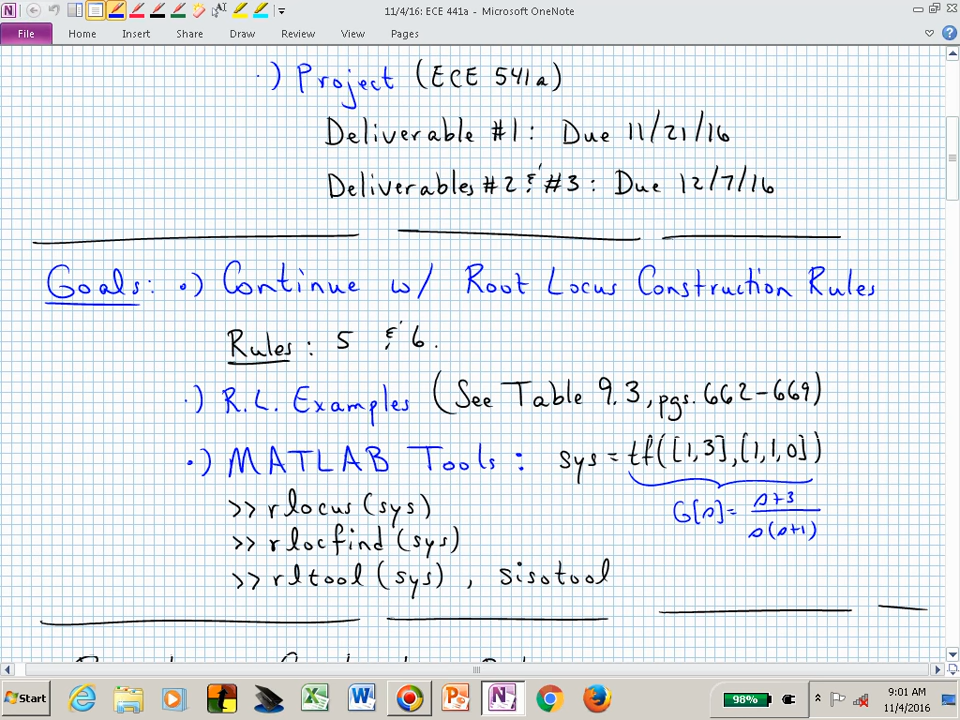 11/4/16: ECE 441a - Microsoft OneNote
File Home Insert Share Draw Review View Pages
·) Project (ECE 541a)
Deliverable #1: Due 11/21/16
Deliverables #2 & #3: Due 12/7/16
Goals: ·) Continue w/ Root Locus Construction Rules
Rules: 5 & 6.
·) R.L. Examples (See Table 9.3, pgs. 662-669)
·) MATLAB Tools: sys = tf([1,3],[1,1,0])
>> rlocus (sys)
G[s] = s+3 / s(s+1)
>> rlocfind (sys)
>> rltool (sys), sisotool
Start
98%
9:01 AM
11/4/2016